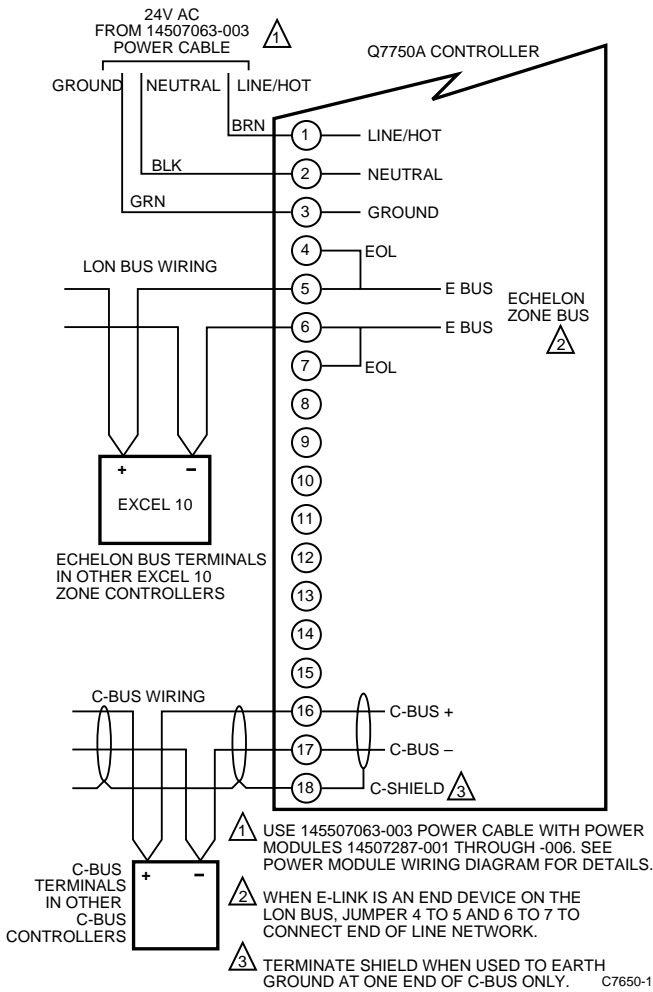 24V AC
FROM 14507063-003
POWER CABLE
1
Q7750A CONTROLLER
GROUND
NEUTRAL
LINE/HOT
BRN
1
LINE/HOT
BLK
2
NEUTRAL
GRN
3
GROUND
4
EOL
LON BUS WIRING
5
E BUS
ECHELON
ZONE BUS
2
6
E BUS
7
EOL
8
9
+
–
10
EXCEL 10
11
ECHELON BUS TERMINALS
IN OTHER EXCEL 10
ZONE CONTROLLERS
12
13
14
15
C-BUS WIRING
16
C-BUS +
17
C-BUS –
18
C-SHIELD
3
C-BUS
TERMINALS
IN OTHER
C-BUS
CONTROLLERS
+
–
1
USE 145507063-003 POWER CABLE WITH POWER
MODULES 14507287-001 THROUGH -006. SEE
POWER MODULE WIRING DIAGRAM FOR DETAILS.
2
WHEN E-LINK IS AN END DEVICE ON THE
LON BUS, JUMPER 4 TO 5 AND 6 TO 7 TO
CONNECT END OF LINE NETWORK.
3
TERMINATE SHIELD WHEN USED TO EARTH
GROUND AT ONE END OF C-BUS ONLY.
C7650-1